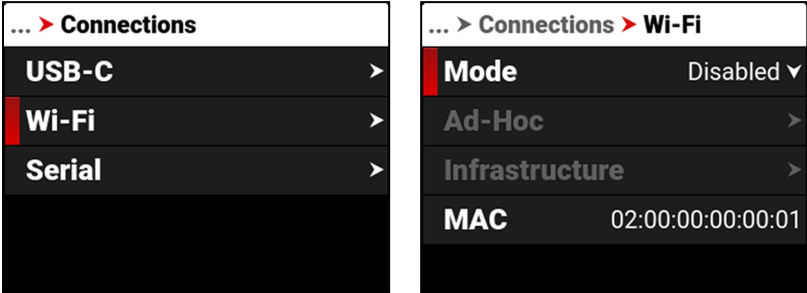 ... > Connections
USB-C >
Wi-Fi >
Serial >
... > Connections > Wi-Fi
Mode Disabled
Ad-Hoc >
Infrastructure >
MAC 02:00:00:00:00:01